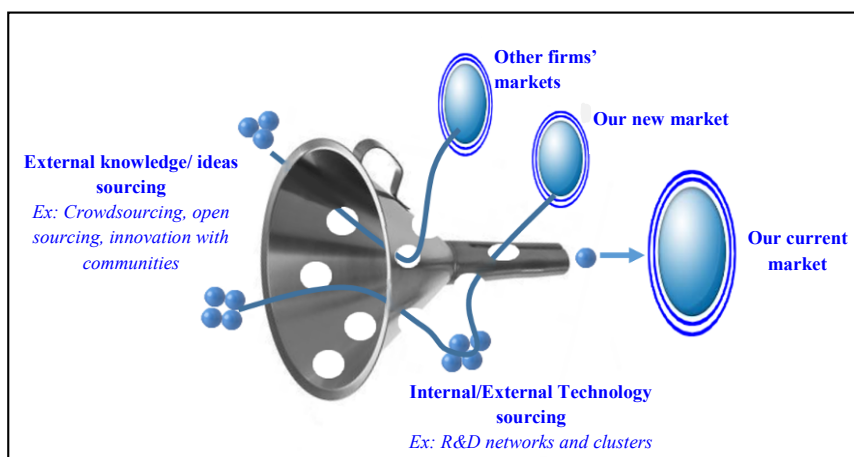 Other firms’
markets
Our new market
External knowledge/ ideas
sourcing
Ex: Crowdsourcing, open
sourcing, innovation with
communities
Our current
market
Internal/External Technology
sourcing
Ex: R&D networks and clusters